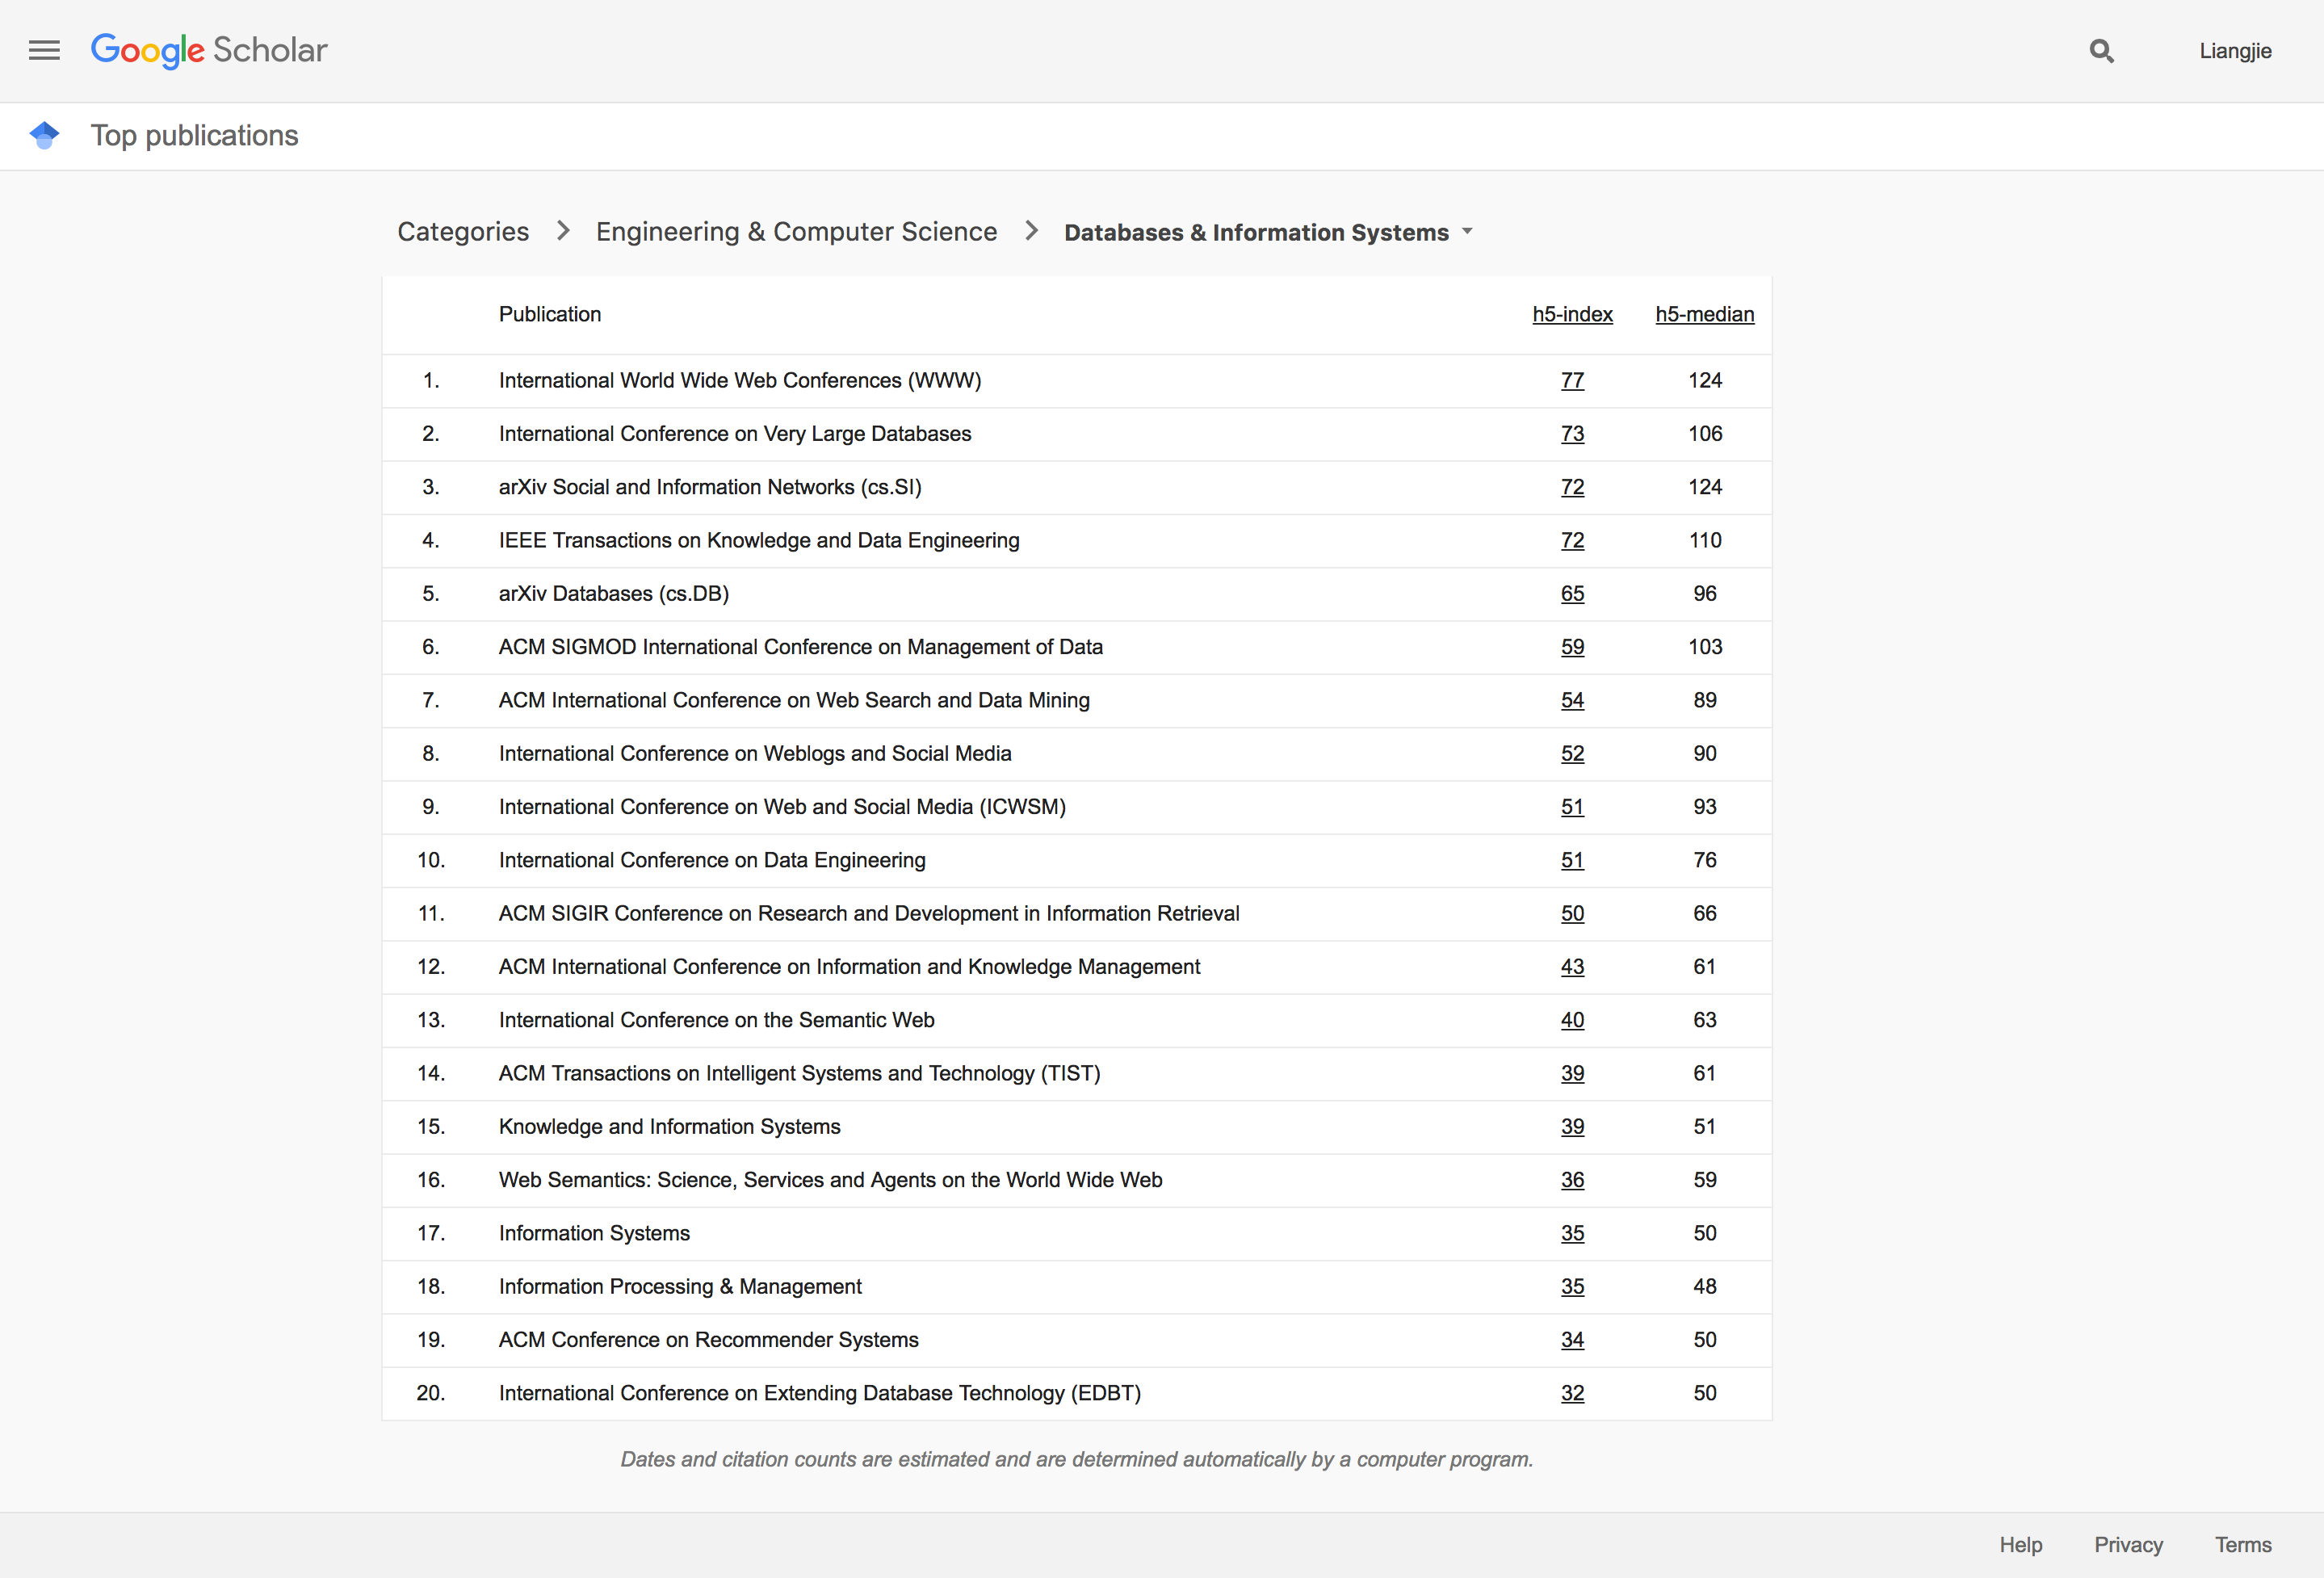 Google Scholar
Liangjie
Top publications
Categories > Engineering & Computer Science > Databases & Information Systems
Publication h5-index h5-median
1. International World Wide Web Conferences (WWW) 77 124
2. International Conference on Very Large Databases 73 106
3. arXiv Social and Information Networks (cs.SI) 72 124
4. IEEE Transactions on Knowledge and Data Engineering 72 110
5. arXiv Databases (cs.DB) 65 96
6. ACM SIGMOD International Conference on Management of Data 59 103
7. ACM International Conference on Web Search and Data Mining 54 89
8. International Conference on Weblogs and Social Media 52 90
9. International Conference on Web and Social Media (ICWSM) 51 93
10. International Conference on Data Engineering 51 76
11. ACM SIGIR Conference on Research and Development in Information Retrieval 50 66
12. ACM International Conference on Information and Knowledge Management 43 61
13. International Conference on the Semantic Web 40 63
14. ACM Transactions on Intelligent Systems and Technology (TIST) 39 61
15. Knowledge and Information Systems 39 51
16. Web Semantics: Science, Services and Agents on the World Wide Web 36 59
17. Information Systems 35 50
18. Information Processing & Management 35 48
19. ACM Conference on Recommender Systems 34 50
20. International Conference on Extending Database Technology (EDBT) 32 50
Dates and citation counts are estimated and are determined automatically by a computer program.
Help Privacy Terms